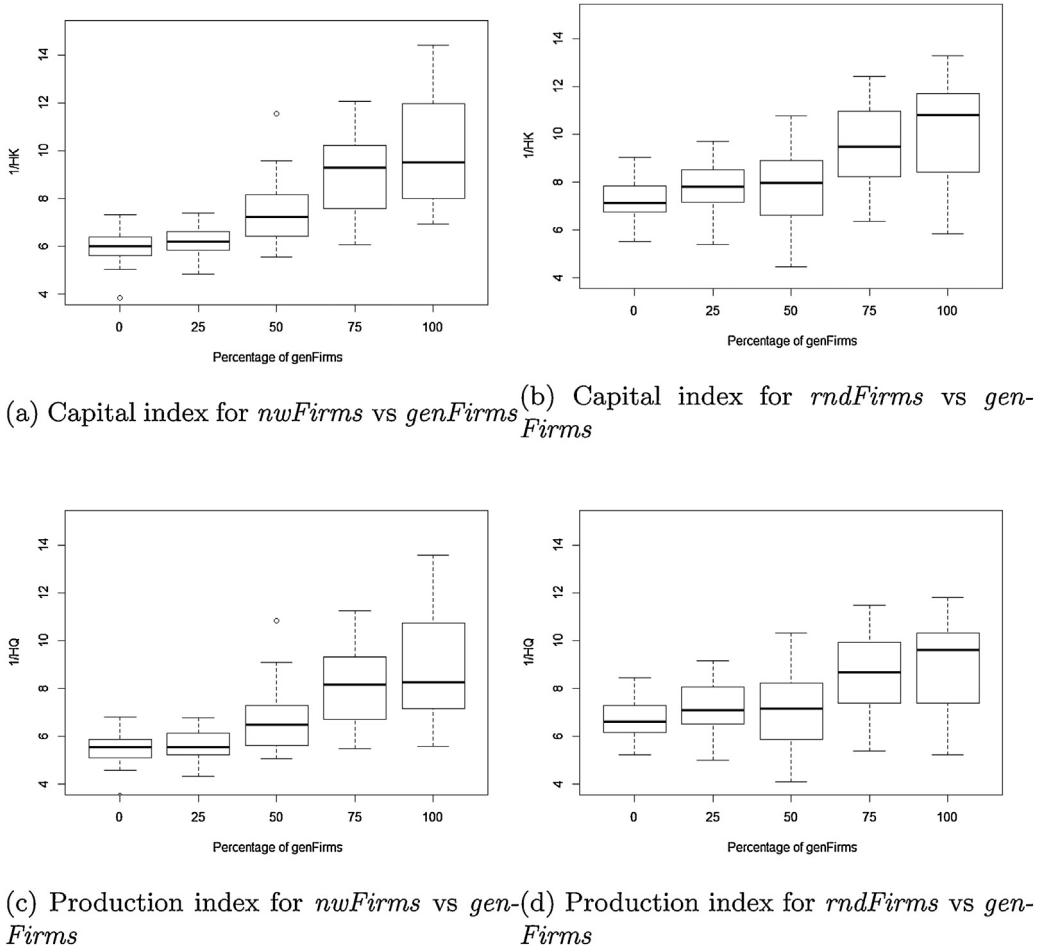 14
12
10
8
6
4
1/HK
0 25 50 75 100
Percentage of genFirms
(a) Capital index for nwFirms vs genFirms
14
12
10
8
6
4
1/HK
0 25 50 75 100
Percentage of genFirms
(b) Capital index for rndFirms vs gen-
Firms
14
12
10
8
6
4
1/HQ
0 25 50 75 100
Percentage of genFirms
(c) Production index for nwFirms vs gen-
Firms
14
12
10
8
6
4
1/HQ
0 25 50 75 100
Percentage of genFirms
(d) Production index for rndFirms vs gen-
Firms